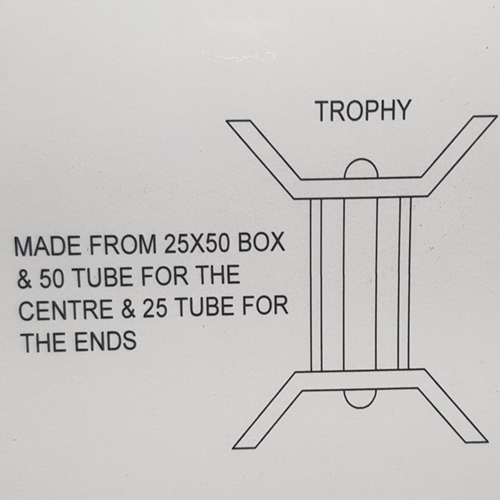 TROPHY
MADE FROM 25X50 BOX
& 50 TUBE FOR THE
CENTRE & 25 TUBE FOR
THE ENDS